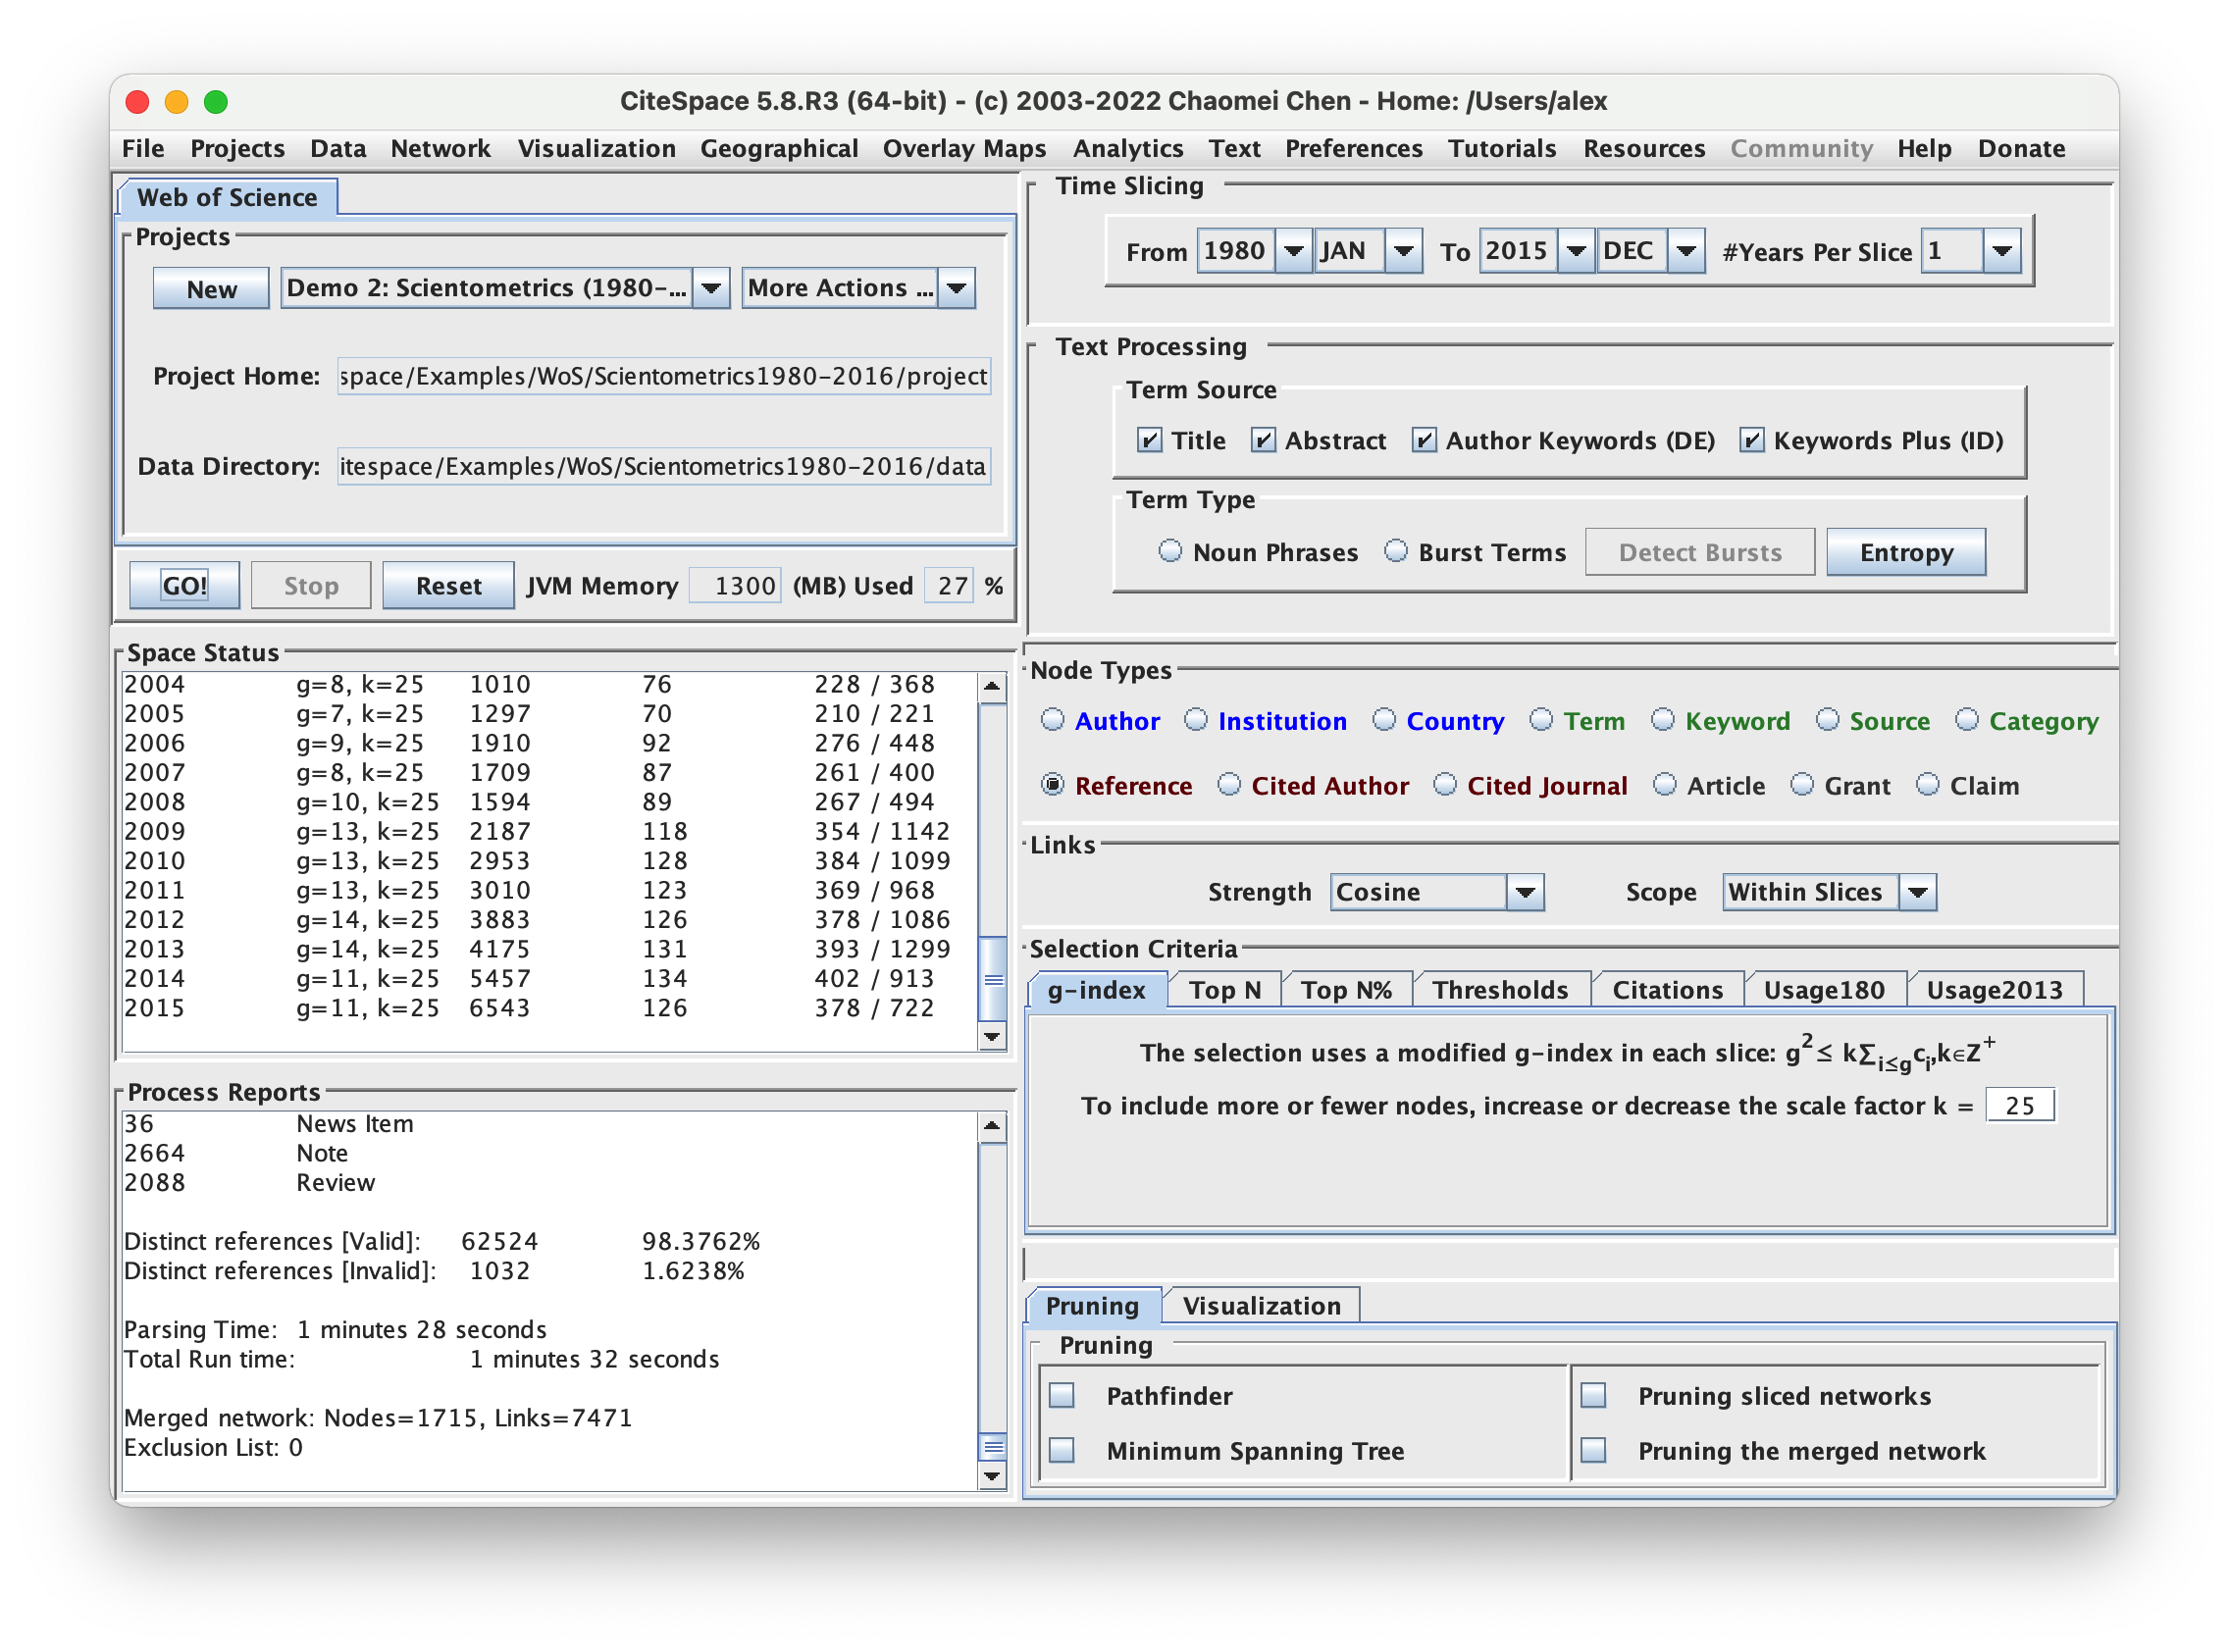 CiteSpace 5.8.R3 (64-bit) - (c) 2003-2022 Chaomei Chen - Home: /Users/alex
File Projects Data Network Visualization Geographical Overlay Maps Analytics Text Preferences Tutorials Resources Community Help Donate
Web of Science
Projects
New Demo 2: Scientometrics (1980-... More Actions ...
Project Home: space/Examples/WoS/Scientometrics1980-2016/project
Data Directory: itespace/Examples/WoS/Scientometrics1980-2016/data
GO! Stop Reset JVM Memory 1300 (MB) Used 27 %
Space Status
2004 g=8, k=25 1010 76 228 / 368
2005 g=7, k=25 1297 70 210 / 221
2006 g=9, k=25 1910 92 276 / 448
2007 g=8, k=25 1709 87 261 / 400
2008 g=10, k=25 1594 89 267 / 494
2009 g=13, k=25 2187 118 354 / 1142
2010 g=13, k=25 2953 128 384 / 1099
2011 g=13, k=25 3010 123 369 / 968
2012 g=14, k=25 3883 126 378 / 1086
2013 g=14, k=25 4175 131 393 / 1299
2014 g=11, k=25 5457 134 402 / 913
2015 g=11, k=25 6543 126 378 / 722
Process Reports
36 News Item
2664 Note
2088 Review
Distinct references [Valid]: 62524 98.3762%
Distinct references [Invalid]: 1032 1.6238%
Parsing Time: 1 minutes 28 seconds
Total Run time: 1 minutes 32 seconds
Merged network: Nodes=1715, Links=7471
Exclusion List: 0
Time Slicing
From 1980 JAN To 2015 DEC #Years Per Slice 1
Text Processing
Term Source
Title Abstract Author Keywords (DE) Keywords Plus (ID)
Term Type
Noun Phrases Burst Terms Detect Bursts Entropy
Node Types
Author Institution Country Term Keyword Source Category
Reference Cited Author Cited Journal Article Grant Claim
Links
Strength Cosine Scope Within Slices
Selection Criteria
g-index Top N Top N% Thresholds Citations Usage180 Usage2013
The selection uses a modified g-index in each slice: g²≤ kΣᵢ≤gcᵢ,k∈Z⁺
To include more or fewer nodes, increase or decrease the scale factor k = 25
Pruning Visualization
Pruning
Pathfinder Pruning sliced networks
Minimum Spanning Tree Pruning the merged network